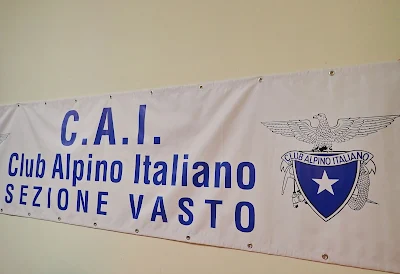 C.A.I.
Club Alpino Italiano
SEZIONE VASTO
CLUB ALPINO ITALIANO